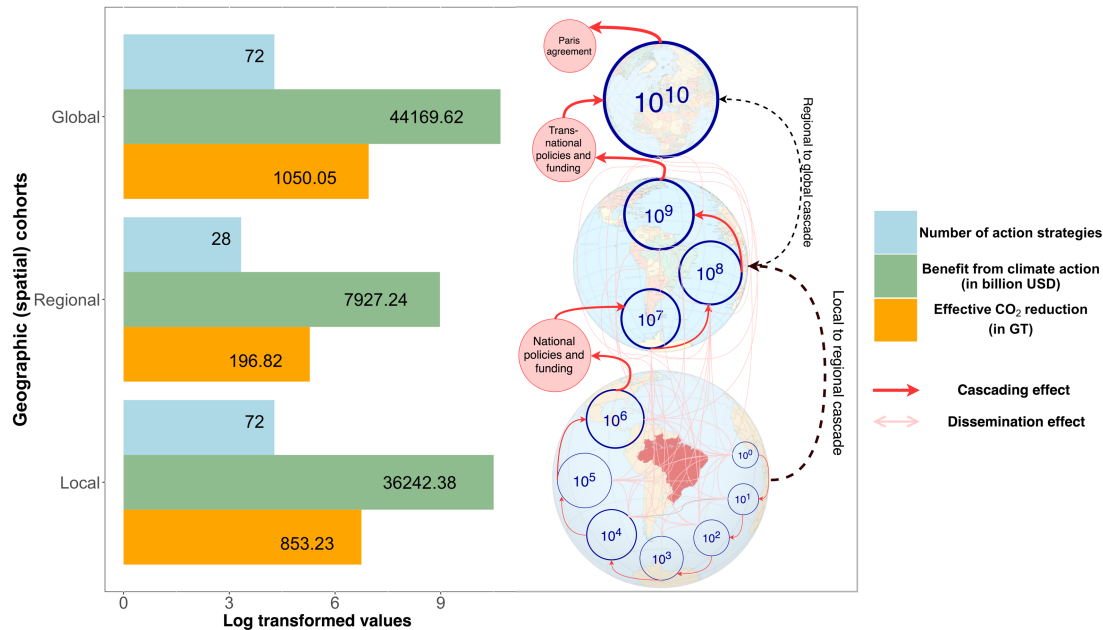 Geographic (spatial) cohorts
Global
Regional
Local
72
44169.62
1050.05
28
7927.24
196.82
72
36242.38
853.23
0
3
6
9
Log transformed values
Paris
agreement
10¹⁰
Trans-
national
policies and
funding
10⁹
10⁸
10⁷
National
policies and
funding
10⁶
10⁵
10⁴
10³
10²
10¹
10⁰
Regional to global cascade
Local to regional cascade
Number of action strategies
Benefit from climate action
(in billion USD)
Effective CO₂ reduction
(in GT)
Cascading effect
Dissemination effect